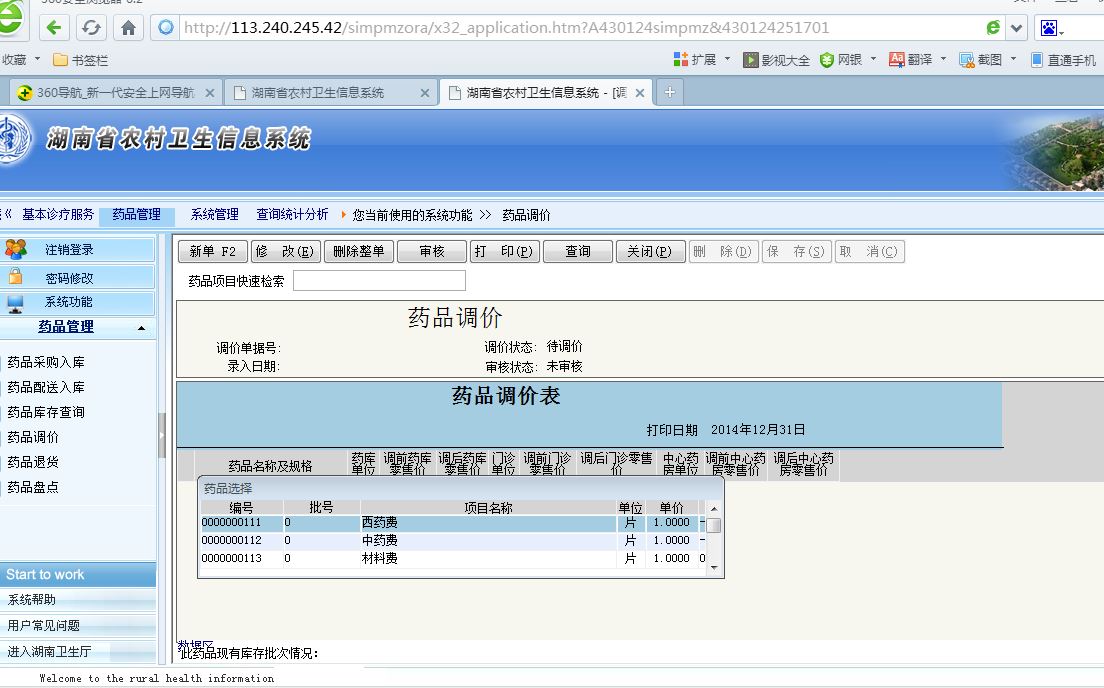 http://113.240.245.42/simpmzora/x32_application.htm?A430124simpmz&430124251701
收藏 书签栏 扩展 影视大全 网银 翻译 截图 直通手机
360导航_新一代安全上网导航 湖南省农村卫生信息系统 湖南省农村卫生信息系统 - [调
湖南省农村卫生信息系统
《 基本诊疗服务 药品管理 系统管理 查询统计分析 您当前使用的系统功能 >> 药品调价
注销登录
密码修改
系统功能
药品管理
药品采购入库
药品配送入库
药品库存查询
药品调价
药品退货
药品盘点
Start to work
系统帮助
用户常见问题
进入湖南卫生厅
新单 F2 修 改(E) 删除整单 审核 打 印(P) 查询 关闭(P) 删 除(D) 保 存(S) 取 消(C)
药品项目快速检索
药品调价
调价单据号: 调价状态: 待调价
录入日期: 审核状态: 未审核
药品调价表
打印日期 2014年12月31日
药品名称及规格 药库单位 调前药库零售价 调后药库零售价 门诊单位 调前门诊零售价 调后门诊零售价 中心药房单位 调前中心药房零售价 调后中心药房零售价
药品选择
编号 批号 项目名称 单位 单价
0000000111 0 西药费 片 1.0000 -
0000000112 0 中药费 片 1.0000 -
0000000113 0 材料费 片 1.0000 0
数据区
此药品现有库存批次情况:
Welcome to the rural health information